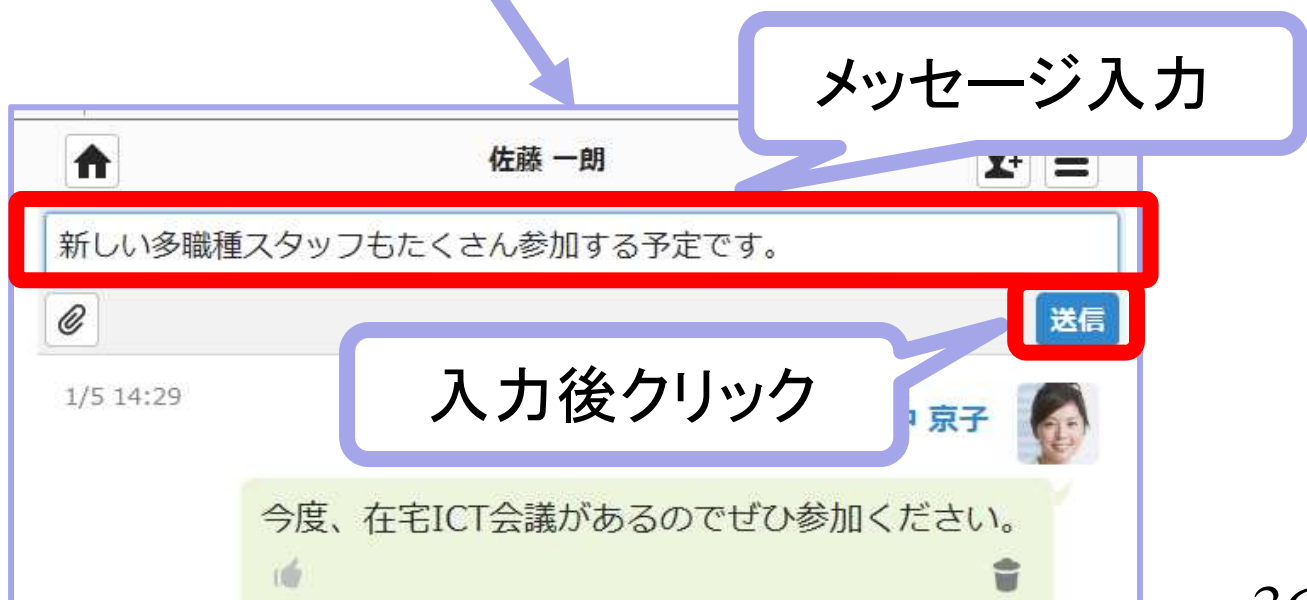 メッセージ入力
佐藤 一朗
新しい多職種スタッフもたくさん参加する予定です。
送信
入力後クリック
1/5 14:29
京子
今度、在宅ICT会議があるのでぜひ参加ください。